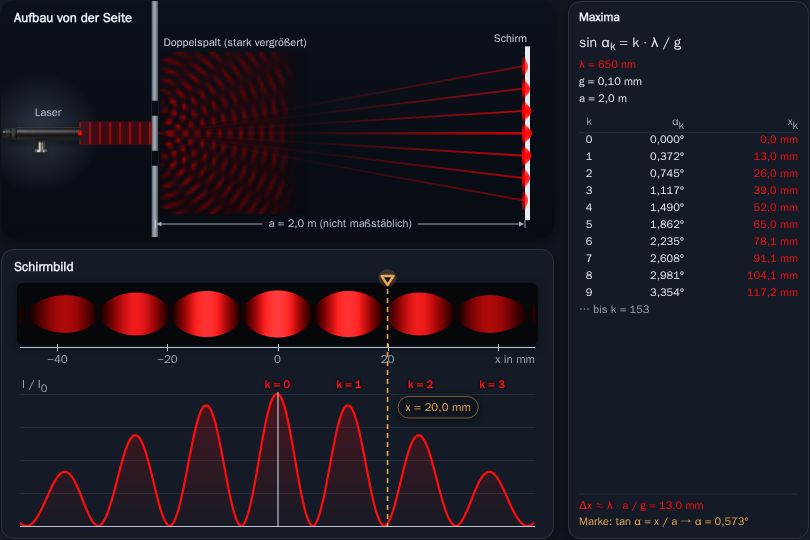 Aufbau von der Seite
Doppelspalt (stark vergrößert)
Schirm
Laser
a = 2,0 m (nicht maßstäblich)
Schirmbild
−40 −20 0 20 x in mm
I / I0
k = 0 k = 1 k = 2 k = 3
x = 20,0 mm
Maxima
sin αk = k · λ / g
λ = 650 nm
g = 0,10 mm
a = 2,0 m
k αk xk
0 0,000° 0,0 mm
1 0,372° 13,0 mm
2 0,745° 26,0 mm
3 1,117° 39,0 mm
4 1,490° 52,0 mm
5 1,862° 65,0 mm
6 2,235° 78,1 mm
7 2,608° 91,1 mm
8 2,981° 104,1 mm
9 3,354° 117,2 mm
⋯ bis k = 153
Δx ≈ λ · a / g = 13,0 mm
Marke: tan α = x / a → α = 0,573°